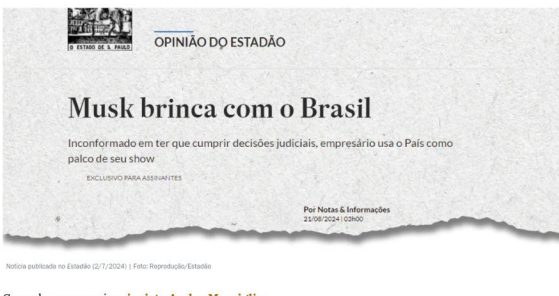 O ESTADO DE S. PAULO
OPINIÃO DO ESTADÃO
Musk brinca com o Brasil
Inconformado em ter que cumprir decisões judiciais, empresário usa o País como
palco de seu show
EXCLUSIVO PARA ASSINANTES
Por Notas & Informações
21/08/2024 | 03h00
Notícia publicada no Estadão (2/7/2024) | Foto: Reprodução/Estadão